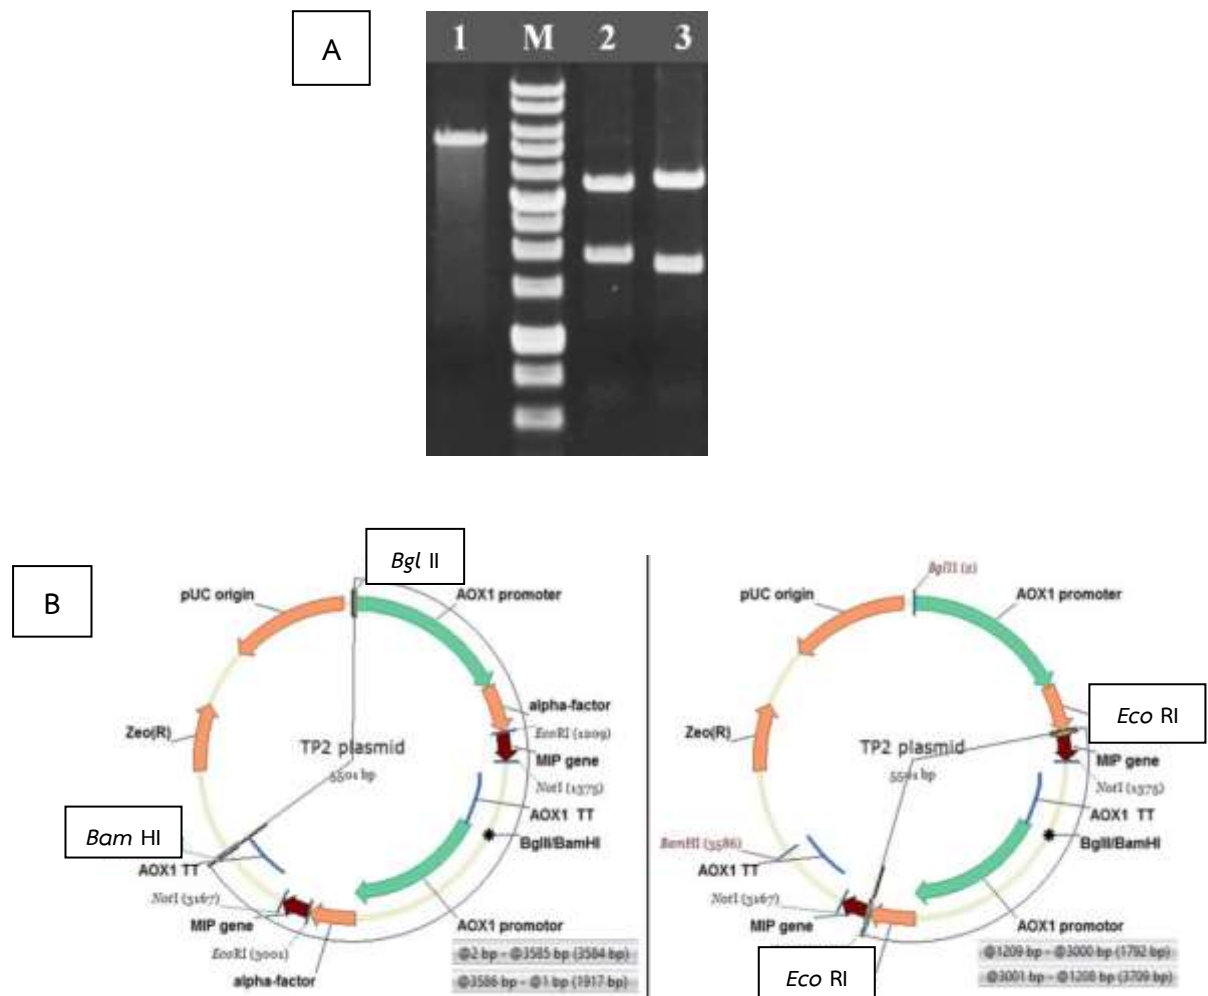 A
1 M 2 3
B
Bgl II
pUC origin
AOX1 promoter
alpha-factor
EcoRI (1209)
Zeo(R)
TP2 plasmid
5501 bp
MIP gene
NotI (1375)
AOX1 TT
BglII/BamHI
Bam HI
AOX1 TT
NotI (3167)
MIP gene
EcoRI (3001)
alpha-factor
AOX1 promotor
@2 bp - @3585 bp (3584 bp)
@3586 bp - @1 bp (1917 bp)
BglII (2)
pUC origin
AOX1 promoter
Eco RI
Zeo(R)
TP2 plasmid
5501 bp
MIP gene
NotI (1375)
AOX1 TT
BglII/BamHI
BamHI (3586)
AOX1 TT
NotI (3167)
MIP gene
AOX1 promotor
Eco RI
@1209 bp - @3000 bp (1792 bp)
@3001 bp - @1208 bp (3709 bp)